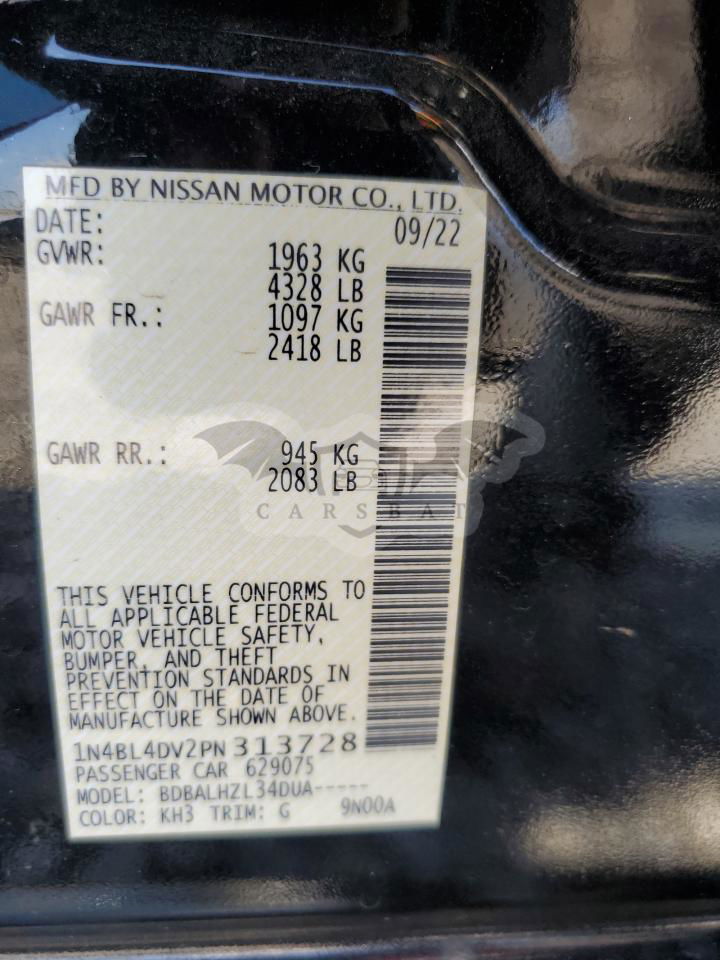 MFD BY NISSAN MOTOR CO., LTD.
DATE: 09/22
GVWR: 1963 KG
4328 LB
GAWR FR.: 1097 KG
2418 LB
GAWR RR.: 945 KG
2083 LB
CARSBAT
THIS VEHICLE CONFORMS TO
ALL APPLICABLE FEDERAL
MOTOR VEHICLE SAFETY,
BUMPER, AND THEFT
PREVENTION STANDARDS IN
EFFECT ON THE DATE OF
MANUFACTURE SHOWN ABOVE.
1N4BL4DV2PN313728
PASSENGER CAR 629075
MODEL: BDBALHZL34DUA-----
COLOR: KH3 TRIM: G 9N00A